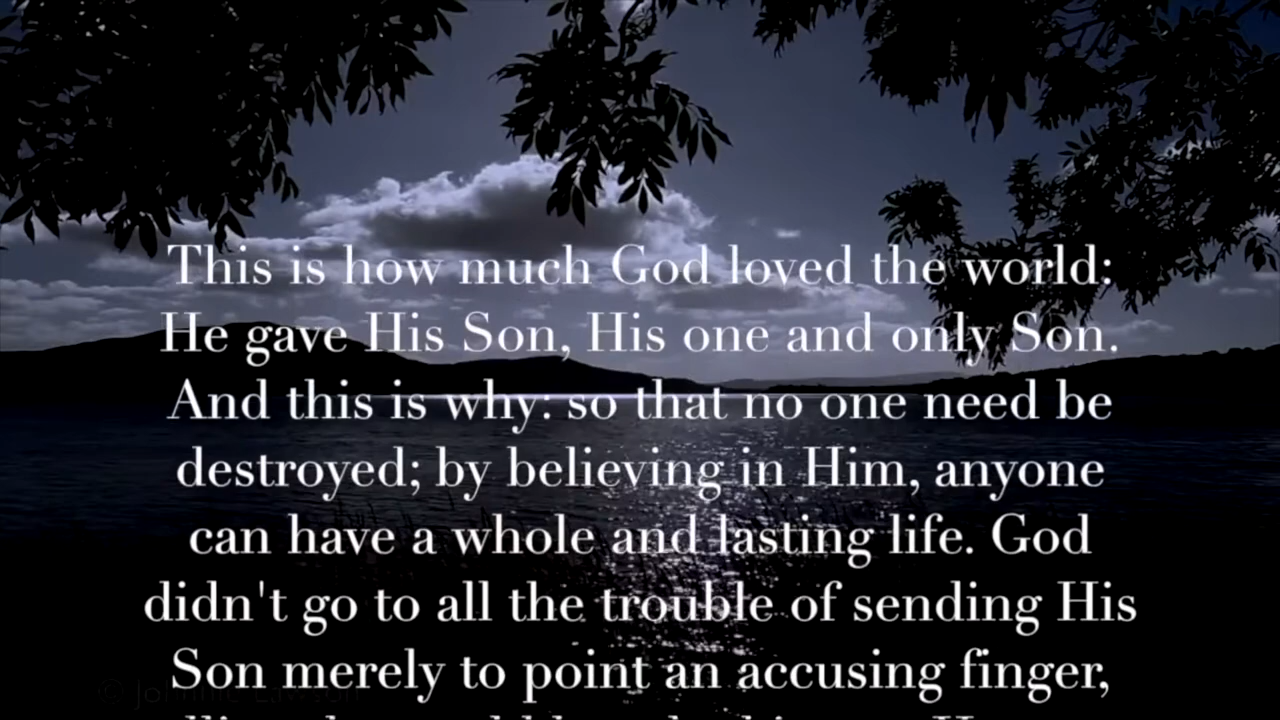 This is how much God loved the world:
He gave His Son, His one and only Son.
And this is why: so that no one need be
destroyed; by believing in Him, anyone
can have a whole and lasting life. God
didn't go to all the trouble of sending His
Son merely to point an accusing finger,